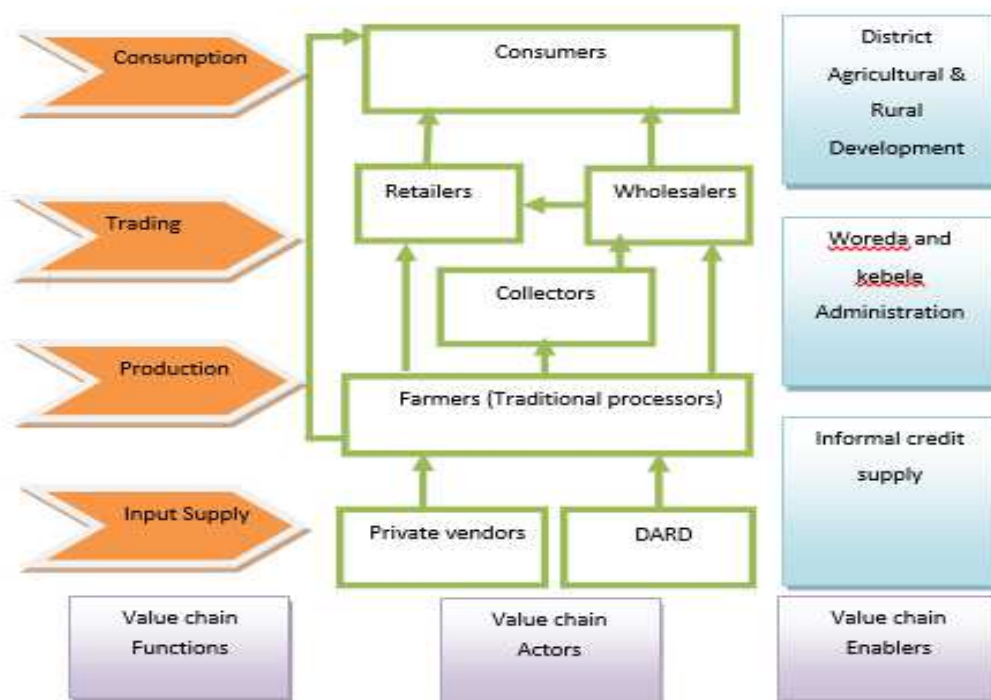 Consumption
Consumers
District
Agricultural &
Rural
Development
Trading
Retailers
Wholesalers
Collectors
Woreda and
kebele
Administration
Production
Farmers (Traditional processors)
Informal credit
supply
Input Supply
Private vendors
DARD
Value chain
Functions
Value chain
Actors
Value chain
Enablers